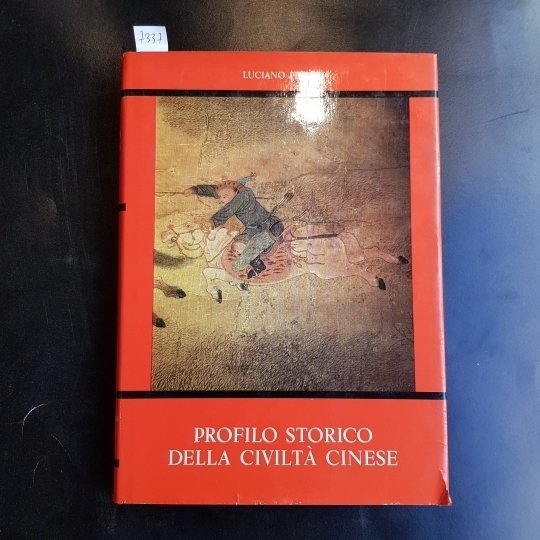 7337
LUCIANO
PROFILO STORICO
DELLA CIVILTÀ CINESE